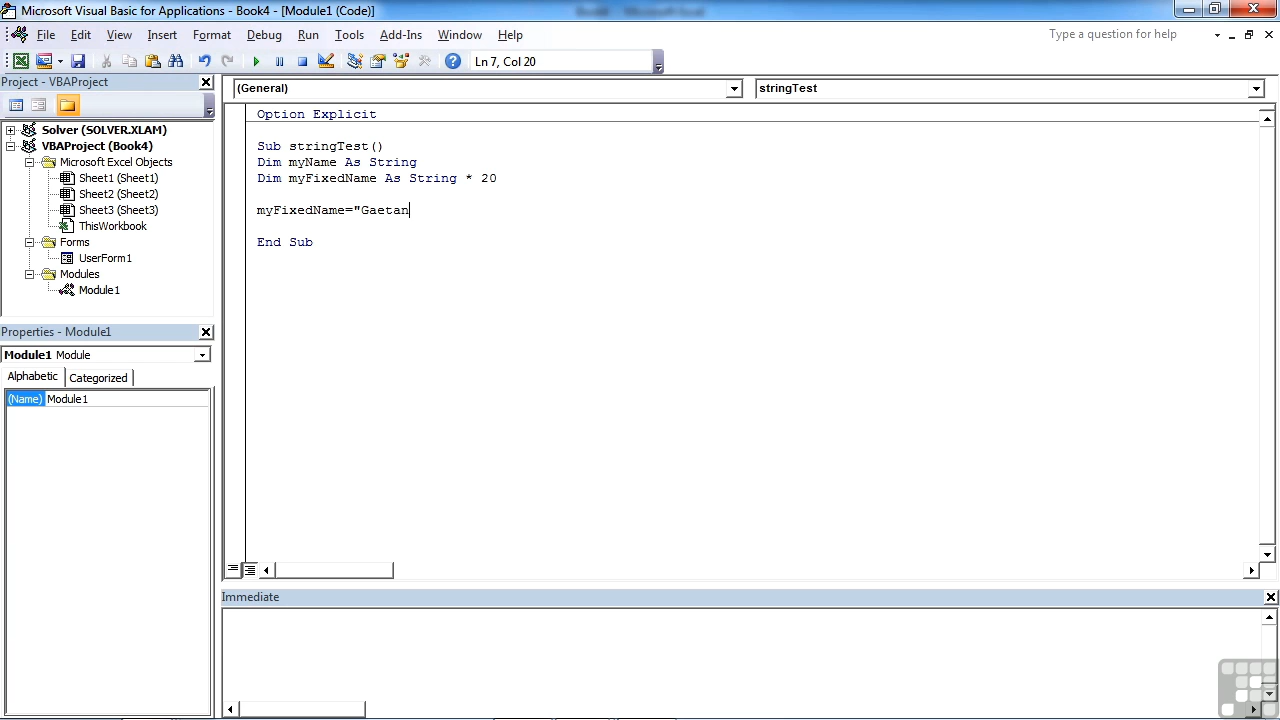 Microsoft Visual Basic for Applications - Book4 - [Module1 (Code)]
File Edit View Insert Format Debug Run Tools Add-Ins Window Help
Type a question for help
Ln 7, Col 20
Project - VBAProject
(General)
stringTest
Solver (SOLVER.XLAM)
VBAProject (Book4)
Microsoft Excel Objects
Sheet1 (Sheet1)
Sheet2 (Sheet2)
Sheet3 (Sheet3)
ThisWorkbook
Forms
UserForm1
Modules
Module1
Option Explicit
Sub stringTest()
Dim myName As String
Dim myFixedName As String * 20
myFixedName="Gaetan
End Sub
Properties - Module1
Module1 Module
Alphabetic Categorized
(Name) Module1
Immediate